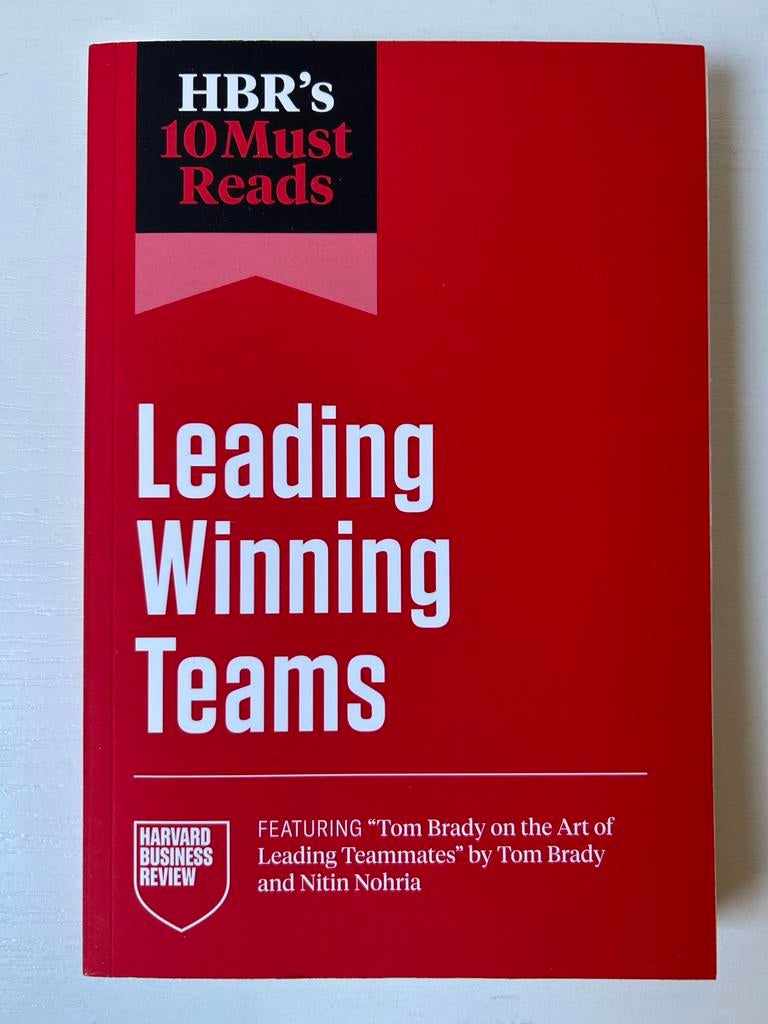 HBR’s
10 Must
Reads
Leading
Winning
Teams
HARVARD
BUSINESS
REVIEW
FEATURING “Tom Brady on the Art of
Leading Teammates” by Tom Brady
and Nitin Nohria